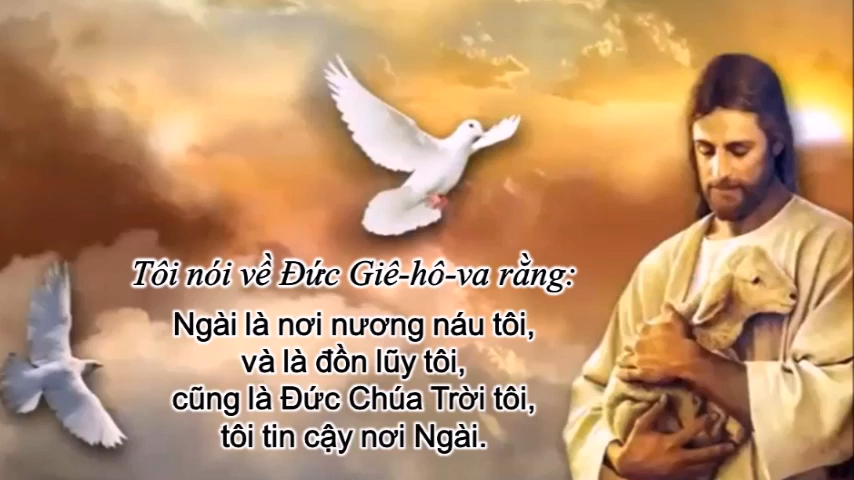 Tôi nói về Đức Giê-hô-va rằng:
Ngài là nơi nương náu tôi,
và là đồn lũy tôi,
cũng là Đức Chúa Trời tôi,
tôi tin cậy nơi Ngài.